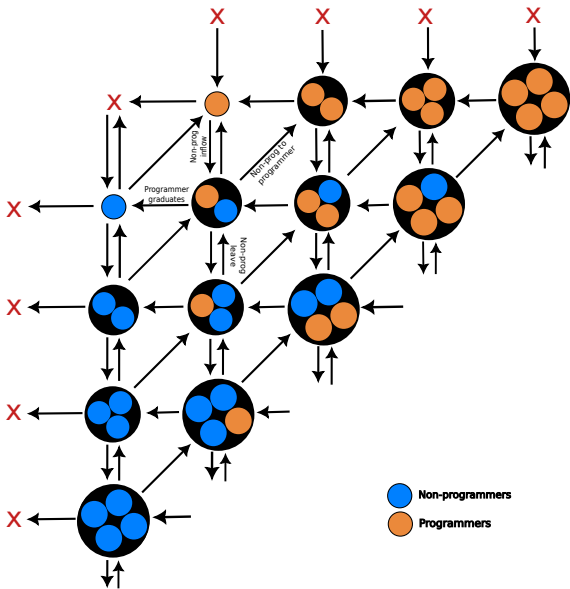 X X X X
X
Non-prog
inflow
Non-prog to
programmer
Programmer
graduates
X
Non-prog
leave
X
X
X
Non-programmers
Programmers